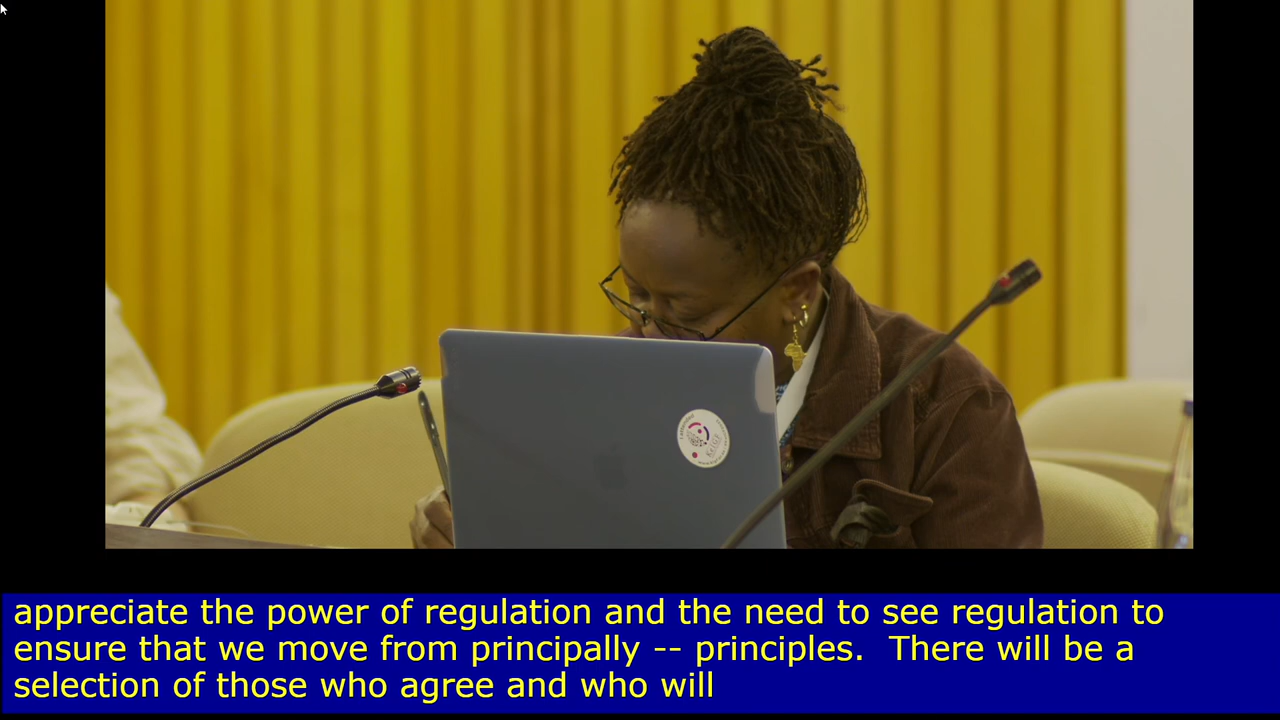 appreciate the power of regulation and the need to see regulation to
ensure that we move from principally -- principles.  There will be a
selection of those who agree and who will